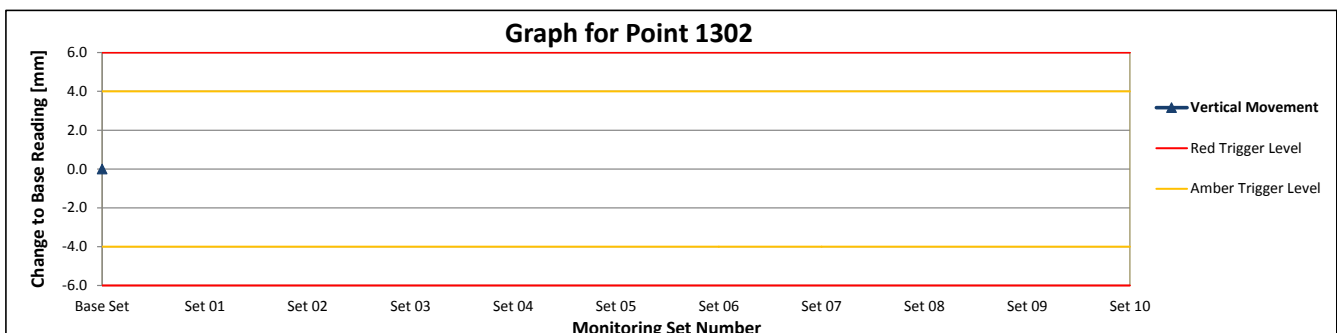 Graph for Point 1302
Change to Base Reading [mm]
6.0
4.0
2.0
0.0
-2.0
-4.0
-6.0
Base Set Set 01 Set 02 Set 03 Set 04 Set 05 Set 06 Set 07 Set 08 Set 09 Set 10
Monitoring Set Number
Vertical Movement
Red Trigger Level
Amber Trigger Level